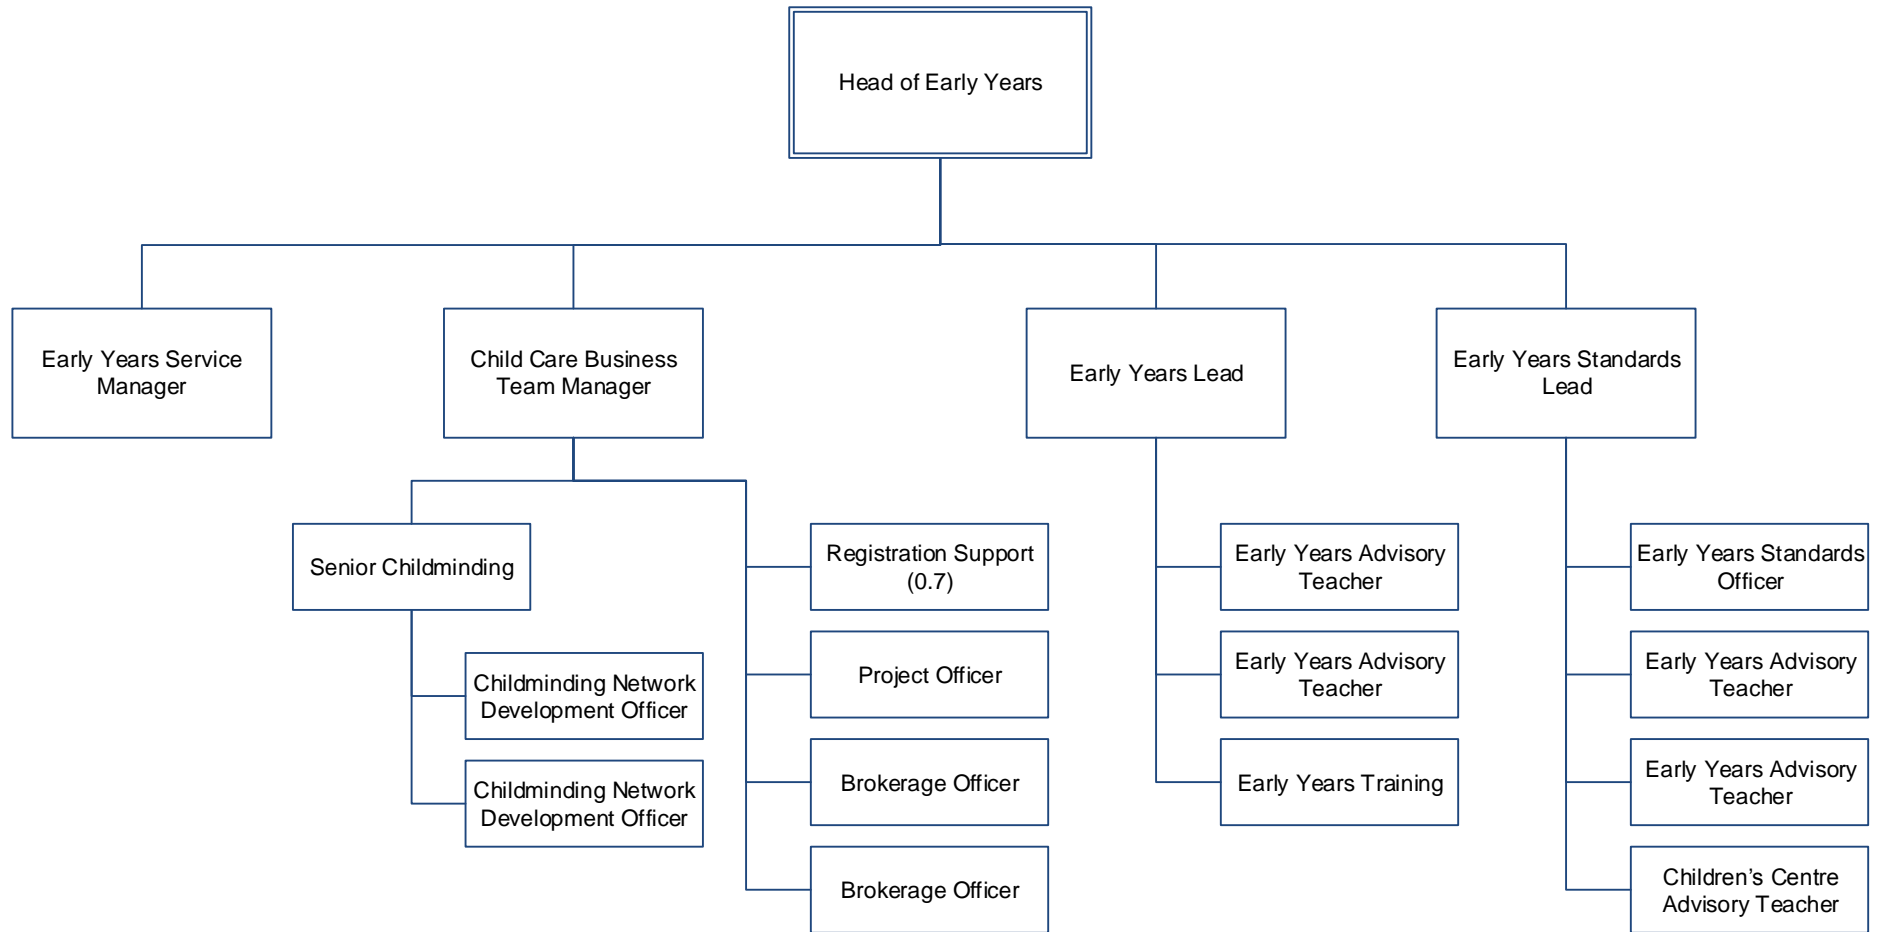 Head of Early Years
Early Years Service
Manager
Child Care Business
Team Manager
Early Years Lead
Early Years Standards
Lead
Senior Childminding
Childminding Network
Development Officer
Childminding Network
Development Officer
Registration Support
(0.7)
Project Officer
Brokerage Officer
Brokerage Officer
Early Years Advisory
Teacher
Early Years Advisory
Teacher
Early Years Training
Early Years Standards
Officer
Early Years Advisory
Teacher
Early Years Advisory
Teacher
Children’s Centre
Advisory Teacher